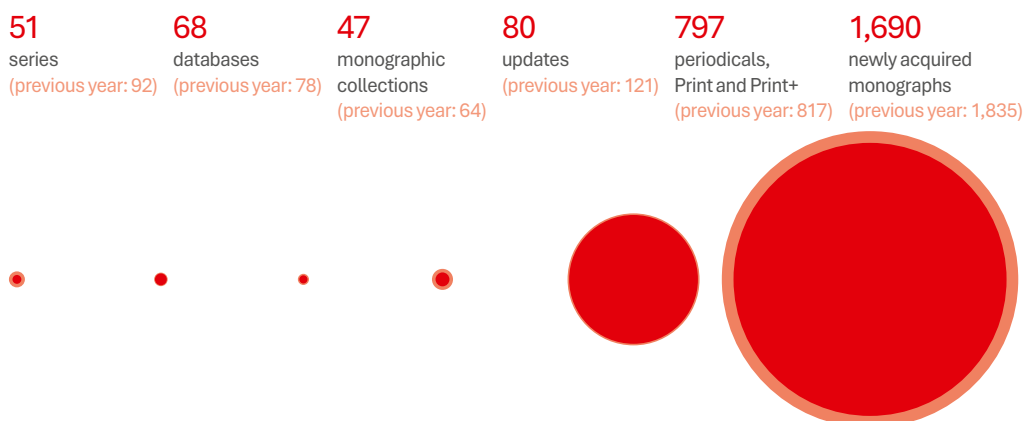 51
series
(previous year: 92)
68
databases
(previous year: 78)
47
monographic
collections
(previous year: 64)
80
updates
(previous year: 121)
797
periodicals,
Print and Print+
(previous year: 817)
1,690
newly acquired
monographs
(previous year: 1,835)